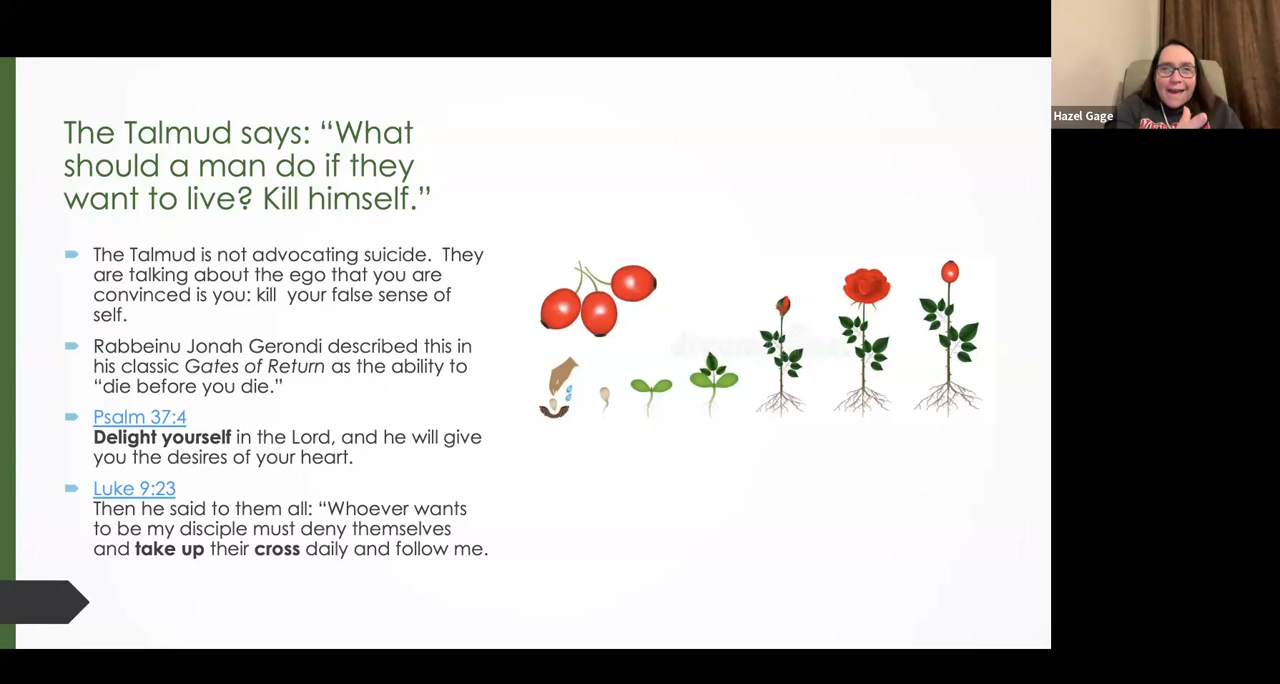 The Talmud says: “What
should a man do if they
want to live? Kill himself.”
The Talmud is not advocating suicide.  They
are talking about the ego that you are
convinced is you: kill  your false sense of
self.
Rabbeinu Jonah Gerondi described this in
his classic Gates of Return as the ability to
“die before you die.”
Psalm 37:4
Delight yourself in the Lord, and he will give
you the desires of your heart.
Luke 9:23
Then he said to them all: “Whoever wants
to be my disciple must deny themselves
and take up their cross daily and follow me.
Hazel Gage